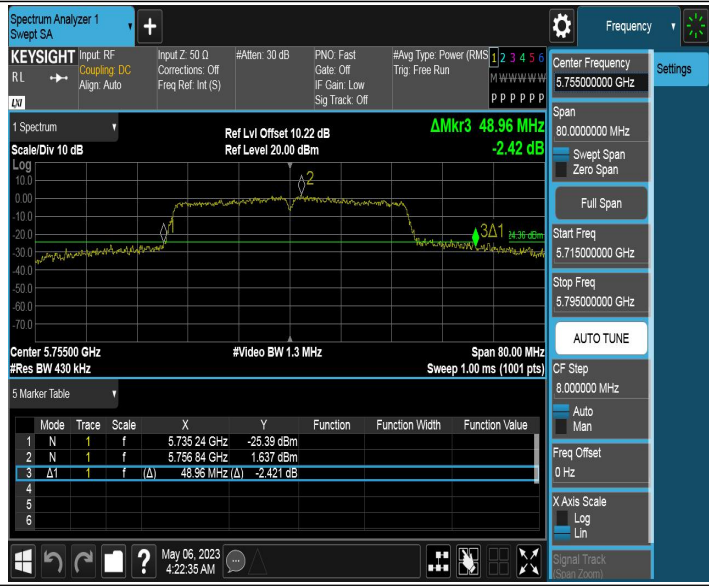 Spectrum Analyzer 1
Swept SA
Frequency
KEYSIGHT
RL
LXI
Input: RF
Coupling: DC
Align: Auto
Input Z: 50 Ω
Corrections: Off
Freq Ref: Int (S)
#Atten: 30 dB
PNO: Fast
Gate: Off
IF Gain: Low
Sig Track: Off
#Avg Type: Power (RMS
Trig: Free Run
1 2 3 4 5 6
M W W W W W
P P P P P P
Center Frequency
5.755000000 GHz
Settings
Span
80.0000000 MHz
Swept Span
Zero Span
Full Span
Start Freq
5.715000000 GHz
Stop Freq
5.795000000 GHz
AUTO TUNE
CF Step
8.000000 MHz
Auto
Man
Freq Offset
0 Hz
X Axis Scale
Log
Lin
Signal Track
(Span Zoom)
1 Spectrum
Scale/Div 10 dB
Ref Lvl Offset 10.22 dB
Ref Level 20.00 dBm
ΔMkr3 48.96 MHz
-2.42 dB
Log
10.0
0.00
-10.0
-20.0
-30.0
-40.0
-50.0
-60.0
-70.0
1
2
3Δ1
Center 5.75500 GHz
#Res BW 430 kHz
#Video BW 1.3 MHz
Span 80.00 MHz
Sweep 1.00 ms (1001 pts)
5 Marker Table
Mode Trace Scale X Y Function Function Width Function Value
1 N 1 f 5.735 24 GHz -25.39 dBm
2 N 1 f 5.756 84 GHz 1.637 dBm
3 Δ1 1 f (Δ) 48.96 MHz (Δ) -2.421 dB
4
5
6
?
May 06, 2023
4:22:35 AM